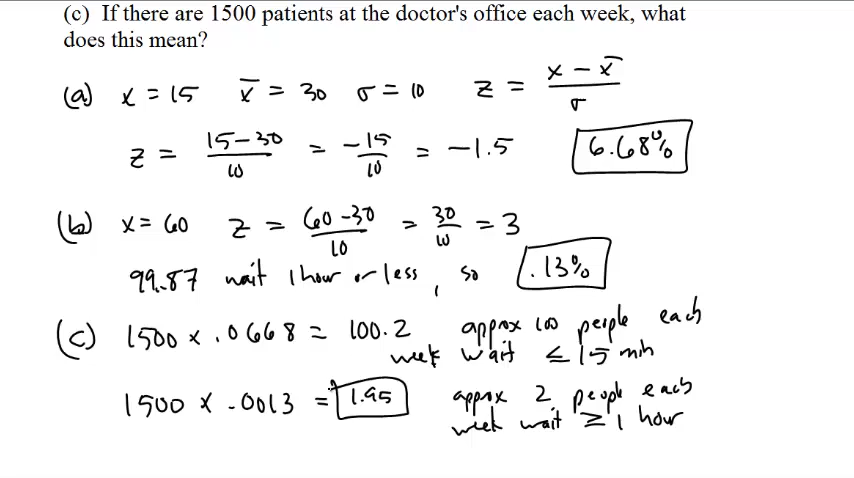 (c) If there are 1500 patients at the doctor's office each week, what
does this mean?
(a) x = 15 x̄ = 30 σ = 10 z = (x − x̄)/σ
z = (15−30)/10 = −15/10 = −1.5 6.68%
(b) x = 60 z = (60−30)/10 = 30/10 = 3
99.87 wait 1 hour or less, so .13%
(c) 1500 × .0668 = 100.2 approx 100 people each
week wait ≤ 15 min
1500 × .0013 = 1.95 approx 2 people each
week wait ≥ 1 hour